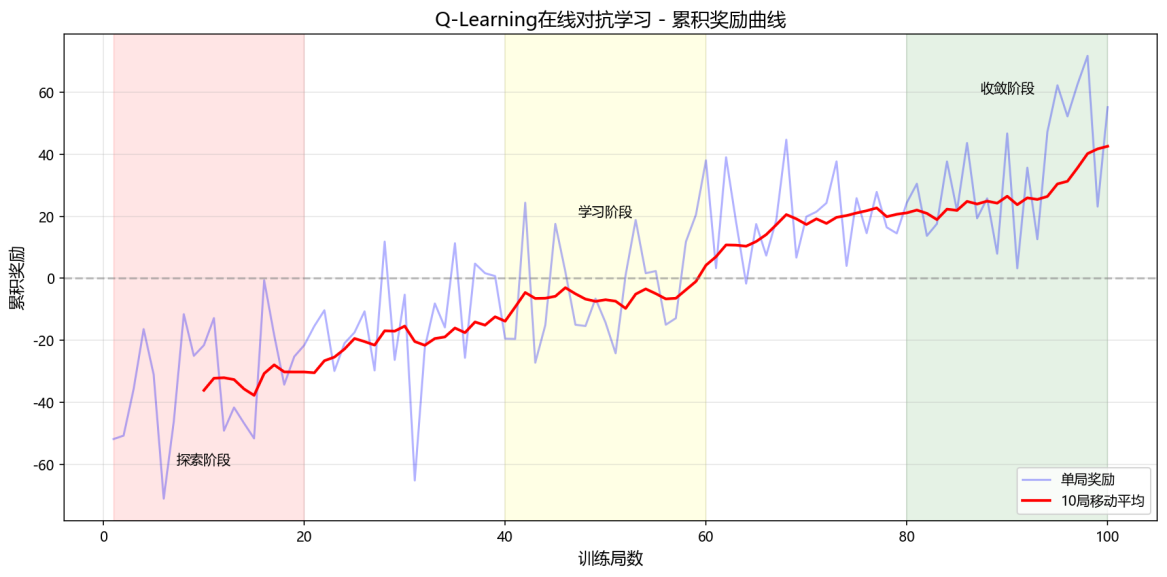 Q-Learning在线对抗学习 - 累积奖励曲线
累积奖励
60
40
20
0
-20
-40
-60
收敛阶段
学习阶段
探索阶段
单局奖励
10局移动平均
0 20 40 60 80 100
训练局数